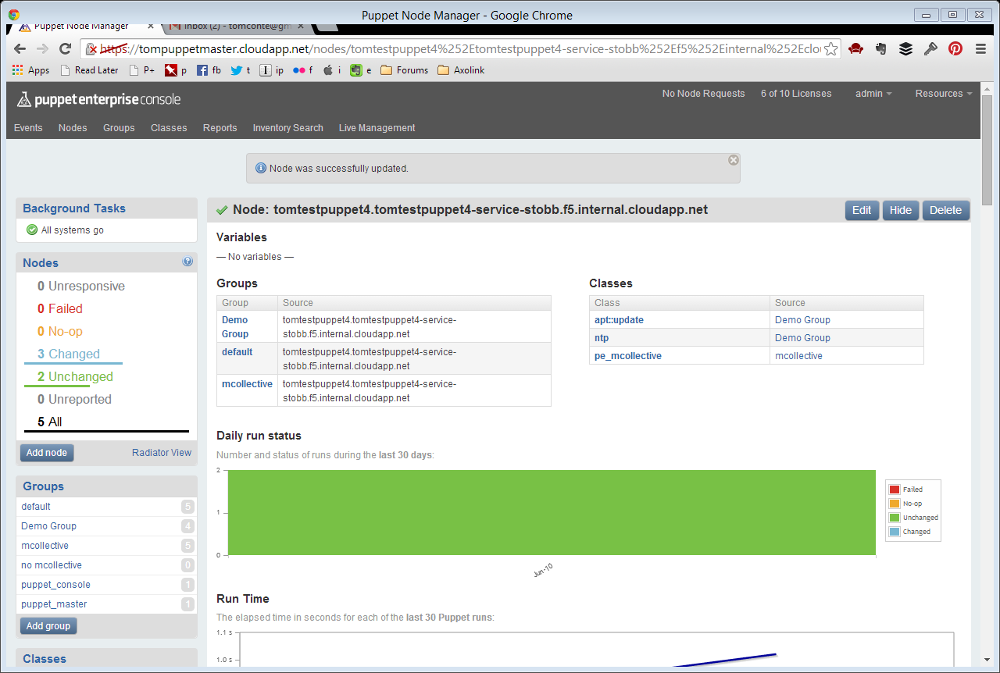 Puppet Node Manager - Google Chrome
Puppet Node Manager
Inbox (2) - tomconte@gm
https://tompuppetmaster.cloudapp.net/nodes/tomtestpuppet4%252Etomtestpuppet4-service-stobb%252Ef5%252Einternal%252Eclou
Apps Read Later P+ p fb t ip f i e Forums Axolink
puppet enterprise console
No Node Requests 6 of 10 Licenses admin Resources
Events Nodes Groups Classes Reports Inventory Search Live Management
Node was successfully updated.
Background Tasks
All systems go
Nodes
0 Unresponsive
0 Failed
0 No-op
3 Changed
2 Unchanged
0 Unreported
5 All
Add node Radiator View
Groups
default 5
Demo Group 4
mcollective 5
no mcollective 0
puppet_console 1
puppet_master 1
Add group
Classes
Node: tomtestpuppet4.tomtestpuppet4-service-stobb.f5.internal.cloudapp.net
Edit Hide Delete
Variables
— No variables —
Groups
Group Source
Demo Group tomtestpuppet4.tomtestpuppet4-service-
stobb.f5.internal.cloudapp.net
default tomtestpuppet4.tomtestpuppet4-service-
stobb.f5.internal.cloudapp.net
mcollective tomtestpuppet4.tomtestpuppet4-service-
stobb.f5.internal.cloudapp.net
Classes
Class Source
apt::update Demo Group
ntp Demo Group
pe_mcollective mcollective
Daily run status
Number and status of runs during the last 30 days:
2
1
0
Jun-10
Failed
No-op
Unchanged
Changed
Run Time
The elapsed time in seconds for each of the last 30 Puppet runs:
1.1 s
1.0 s